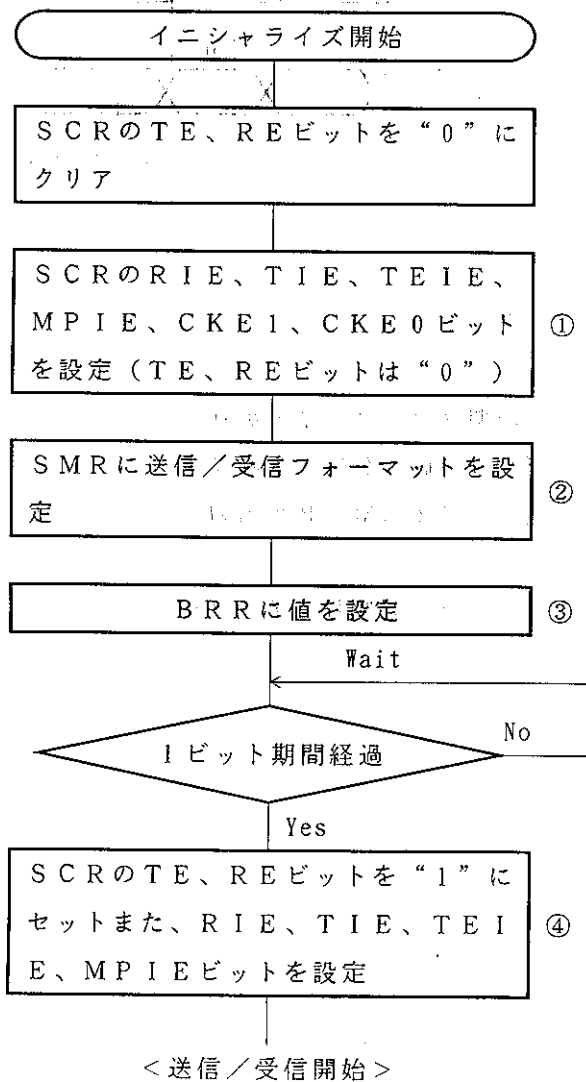 イニシャライズ開始
SCRのTE、REビットを“0”に
クリア
SCRのRIE、TIE、TEIE、
MPIE、CKE1、CKE0ビット
を設定(TE、REビットは“0”)
①
SMRに送信/受信フォーマットを設
定
②
BRRに値を設定
③
Wait
1ビット期間経過
No
Yes
SCRのTE、REビットを“1”に
セットまた、RIE、TIE、TEI
E、MPIEビットを設定
④
<送信/受信開始>